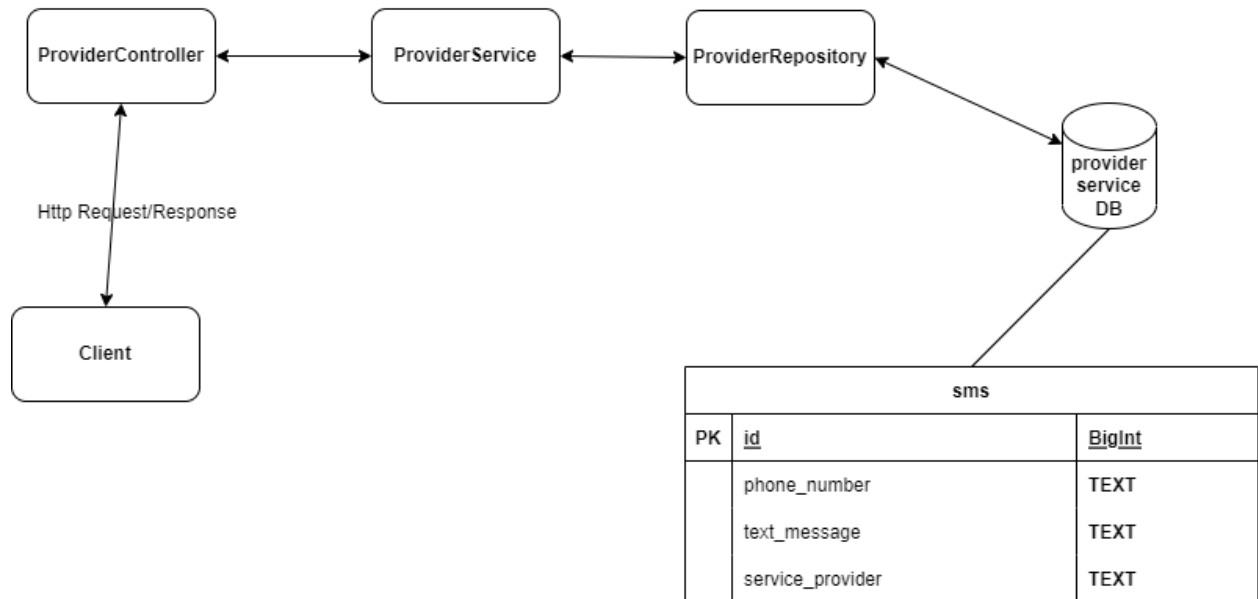 ProviderController
ProviderService
ProviderRepository
provider
service
DB
Http Request/Response
Client
sms
PK id BigInt
phone_number TEXT
text_message TEXT
service_provider TEXT